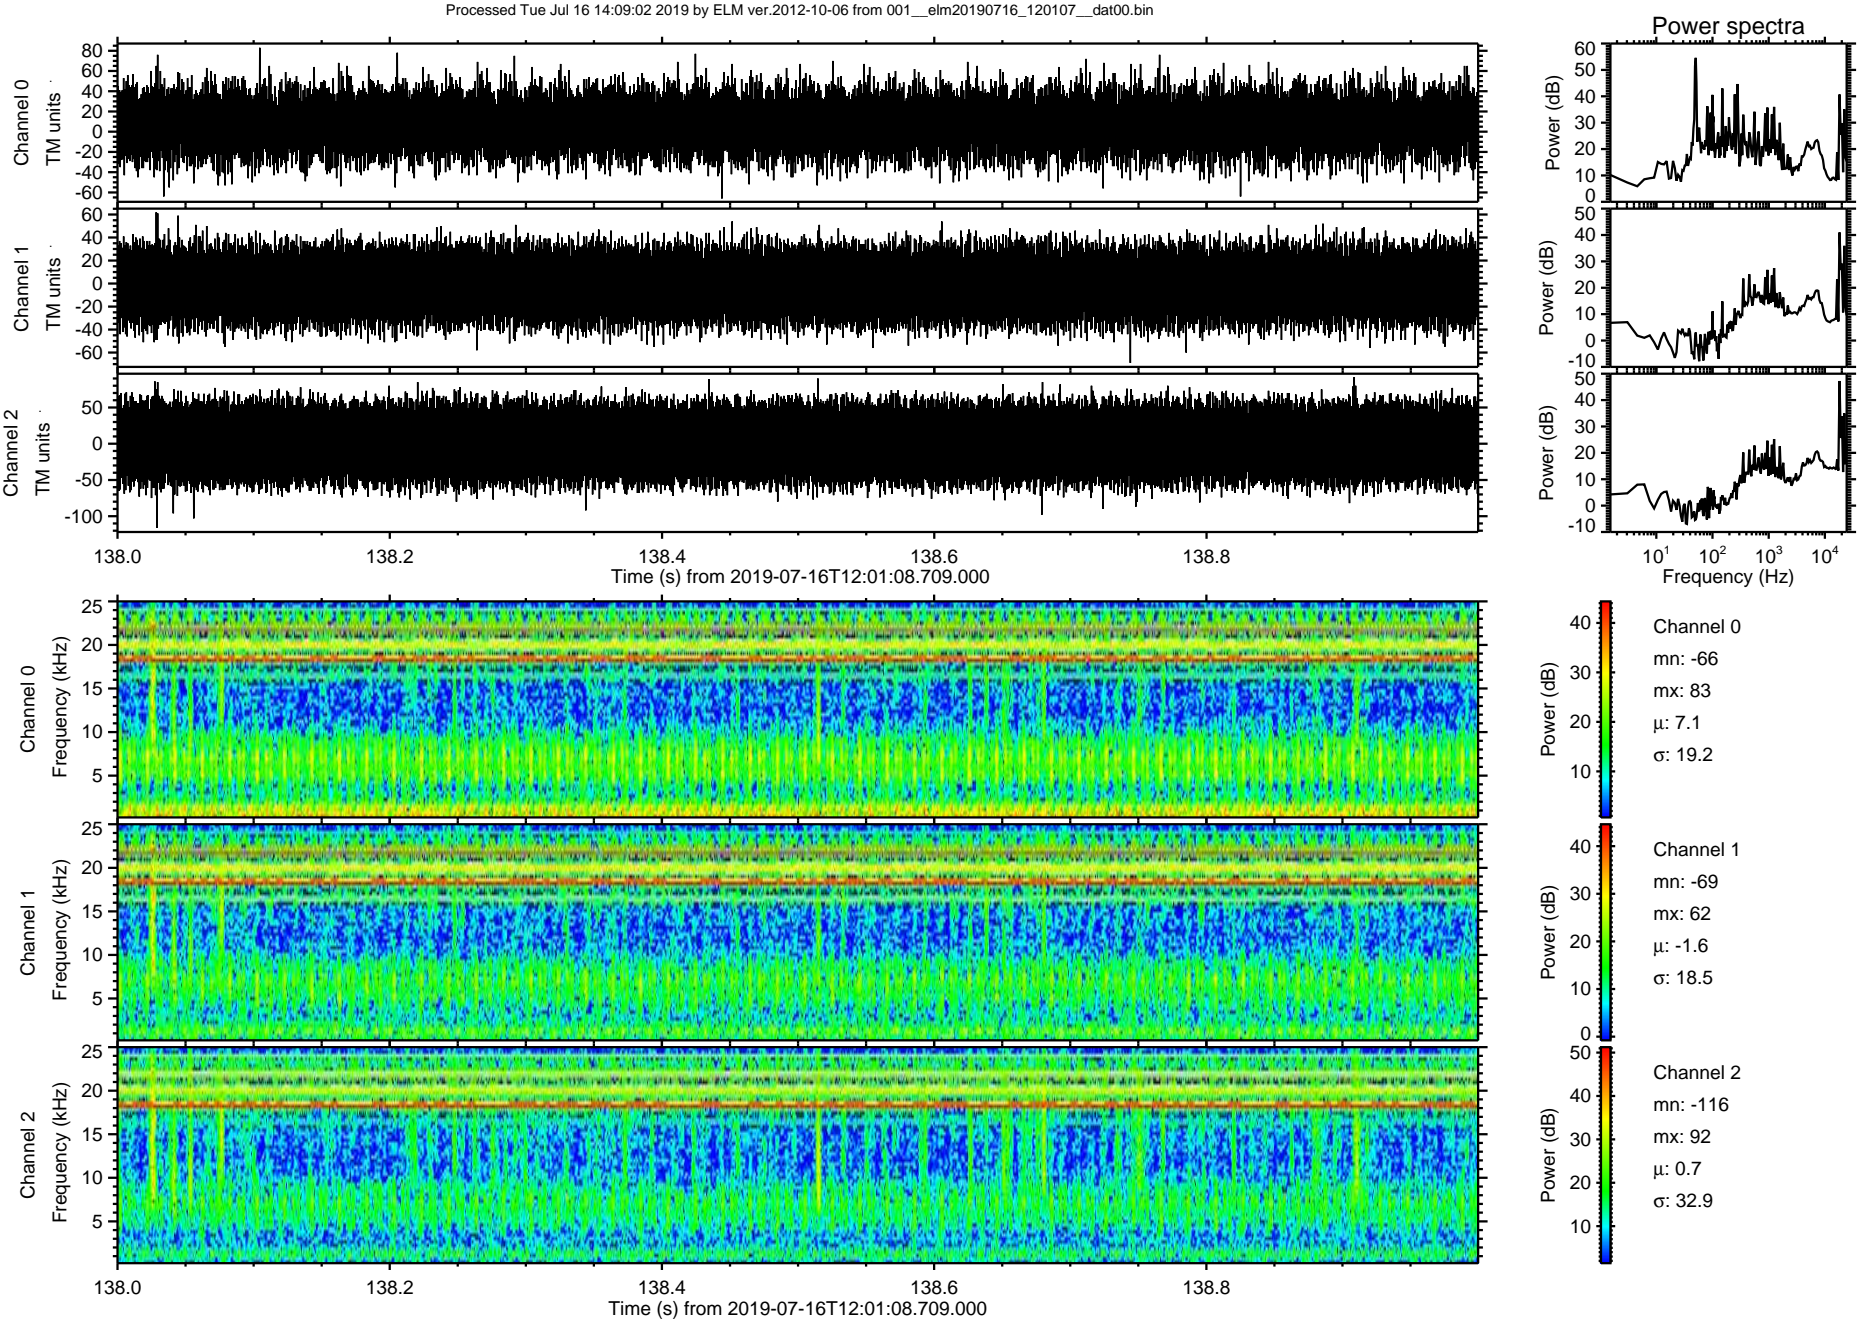 Processed Tue Jul 16 14:09:02 2019 by ELM ver.2012-10-06 from 001__elm20190716_120107__dat00.bin
Power spectra
Channel 0
TM units
80
60
40
20
0
-20
-40
-60
Power (dB)
60
50
40
30
20
10
0
Channel 1
TM units
60
40
20
0
-20
-40
-60
Power (dB)
50
40
30
20
10
0
-10
Channel 2
TM units
50
0
-50
-100
Power (dB)
50
40
30
20
10
0
-10
138.0 138.2 138.4 138.6 138.8
Time (s) from 2019-07-16T12:01:08.709.000
10^1 10^2 10^3 10^4
Frequency (Hz)
Channel 0
Frequency (kHz)
25
20
15
10
5
Power (dB)
40
30
20
10
Channel 0
mn: -66
mx: 83
μ: 7.1
σ: 19.2
Channel 1
Frequency (kHz)
25
20
15
10
5
Power (dB)
40
30
20
10
0
Channel 1
mn: -69
mx: 62
μ: -1.6
σ: 18.5
Channel 2
Frequency (kHz)
25
20
15
10
5
Power (dB)
50
40
30
20
10
Channel 2
mn: -116
mx: 92
μ: 0.7
σ: 32.9
138.0 138.2 138.4 138.6 138.8
Time (s) from 2019-07-16T12:01:08.709.000